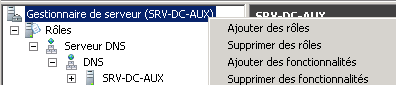 Gestionnaire de serveur (SRV-DC-AUX)
SRV-DC-AUX
Rôles
Serveur DNS
DNS
SRV-DC-AUX
Ajouter des rôles
Supprimer des rôles
Ajouter des fonctionnalités
Supprimer des fonctionnalités